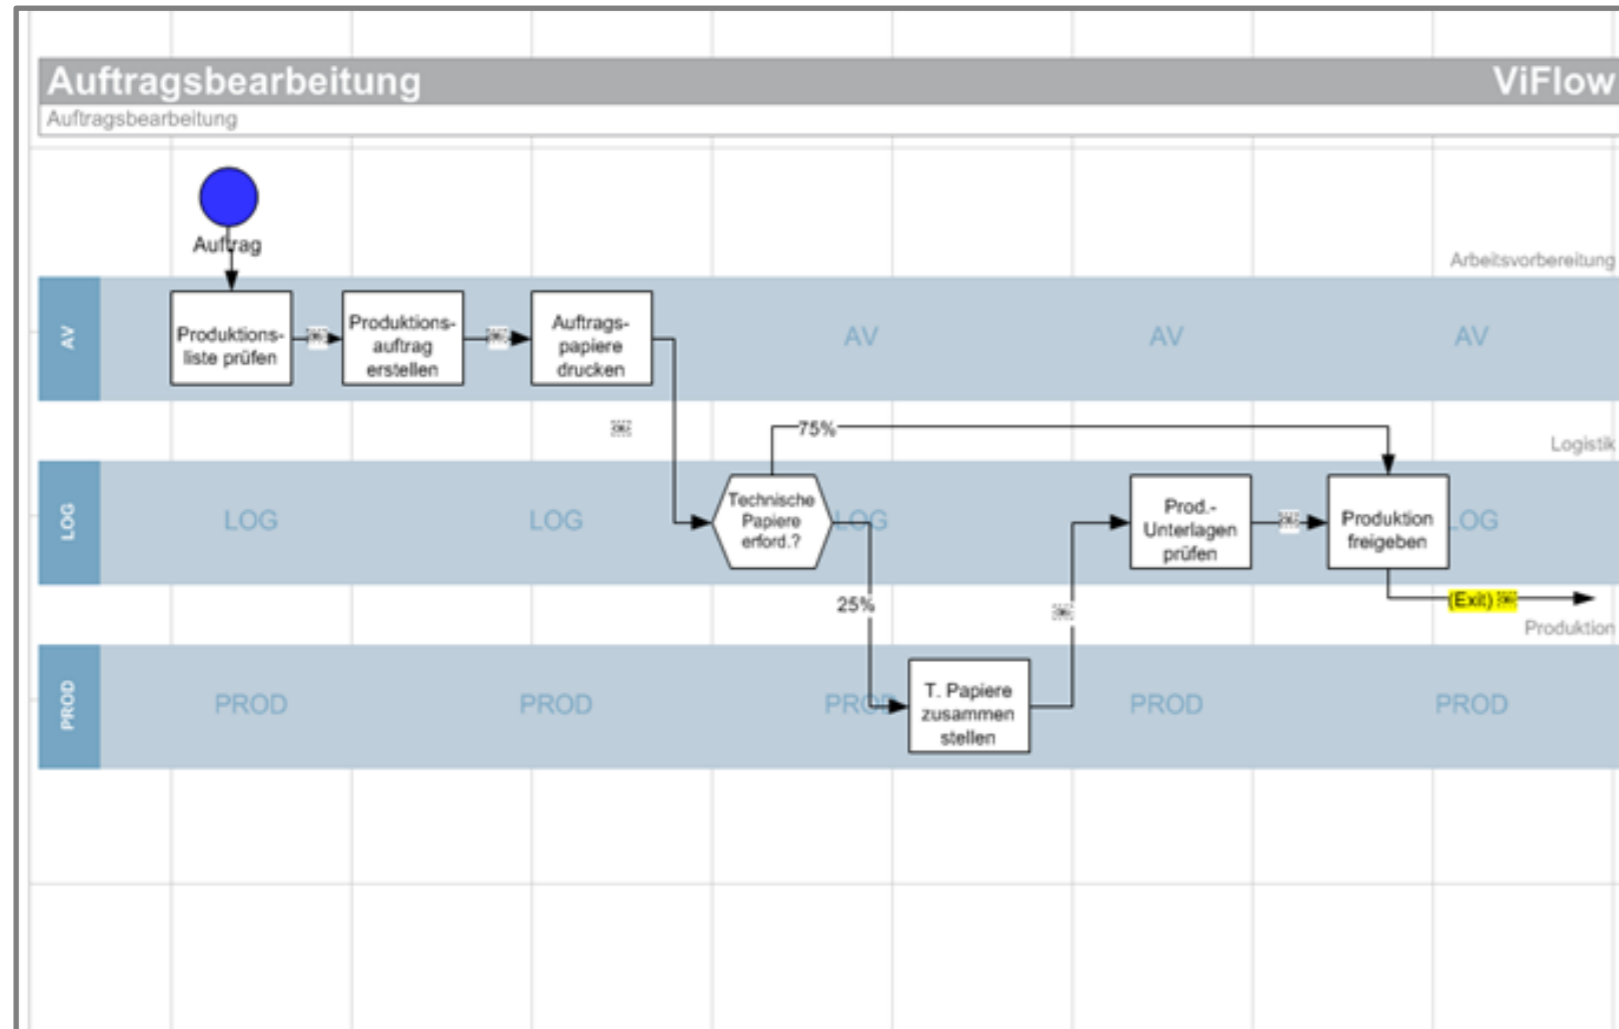 Auftragsbearbeitung
ViFlow
Auftragsbearbeitung
Auftrag
Arbeitsvorbereitung
AV
Produktions-
liste prüfen
Produktions-
auftrag
erstellen
Auftrags-
papiere
drucken
AV
AV
AV
75%
Logistik
LOG
LOG
LOG
Technische
Papiere
erford.?
LOG
Prod.-
Unterlagen
prüfen
Produktion
freigeben
LOG
25%
(Exit)
Produktion
PROD
PROD
PROD
PROD
T. Papiere
zusammen
stellen
PROD
PROD